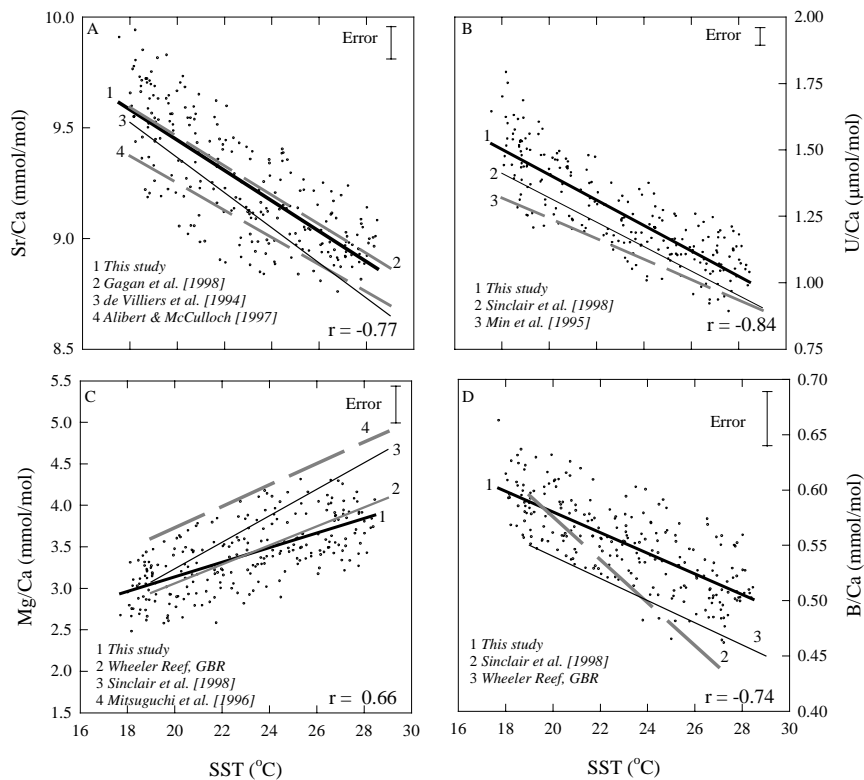 A
Error
10.0
9.5
9.0
8.5
Sr/Ca (mmol/mol)
1
3
4
2
1 This study
2 Gagan et al. [1998]
3 de Villiers et al. [1994]
4 Alibert & McCulloch [1997]
r = -0.77
B
Error
2.00
1.75
1.50
1.25
1.00
0.75
U/Ca (μmol/mol)
1
2
3
1 This study
2 Sinclair et al. [1998]
3 Min et al. [1995]
r = -0.84
C
Error
5.5
5.0
4.5
4.0
3.5
3.0
2.5
2.0
1.5
Mg/Ca (mmol/mol)
4
3
2
1
1 This study
2 Wheeler Reef, GBR
3 Sinclair et al. [1998]
4 Mitsuguchi et al. [1996]
r = 0.66
18 20 22 24 26 28 30
SST (°C)
D
Error
0.70
0.65
0.60
0.55
0.50
0.45
0.40
B/Ca (mmol/mol)
1
3
2
1 This study
2 Sinclair et al. [1998]
3 Wheeler Reef, GBR
r = -0.74
16 18 20 22 24 26 28 30
SST (°C)